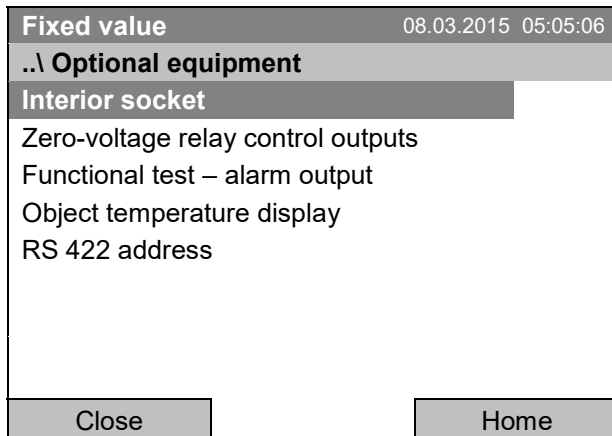 Fixed value 08.03.2015 05:05:06
..\ Optional equipment
Interior socket
Zero-voltage relay control outputs
Functional test – alarm output
Object temperature display
RS 422 address
Close Home